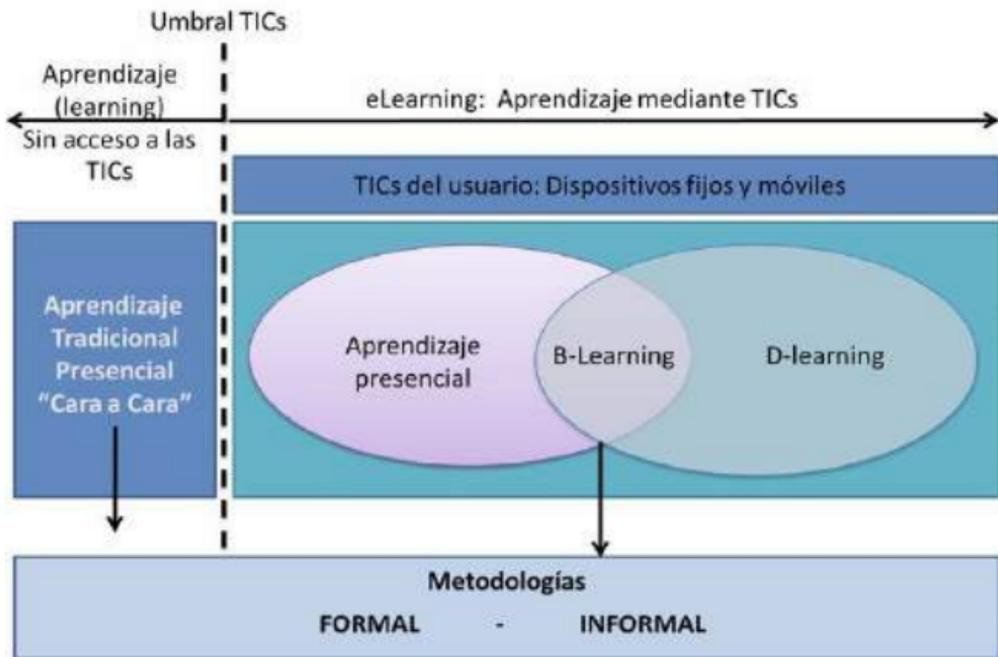 Umbral TICs
Aprendizaje
(learning)
Sin acceso a las
TICs
eLearning: Aprendizaje mediante TICs
TICs del usuario: Dispositivos fijos y móviles
Aprendizaje
Tradicional
Presencial
“Cara a Cara”
Aprendizaje
presencial
B-Learning
D-learning
Metodologías
FORMAL - INFORMAL